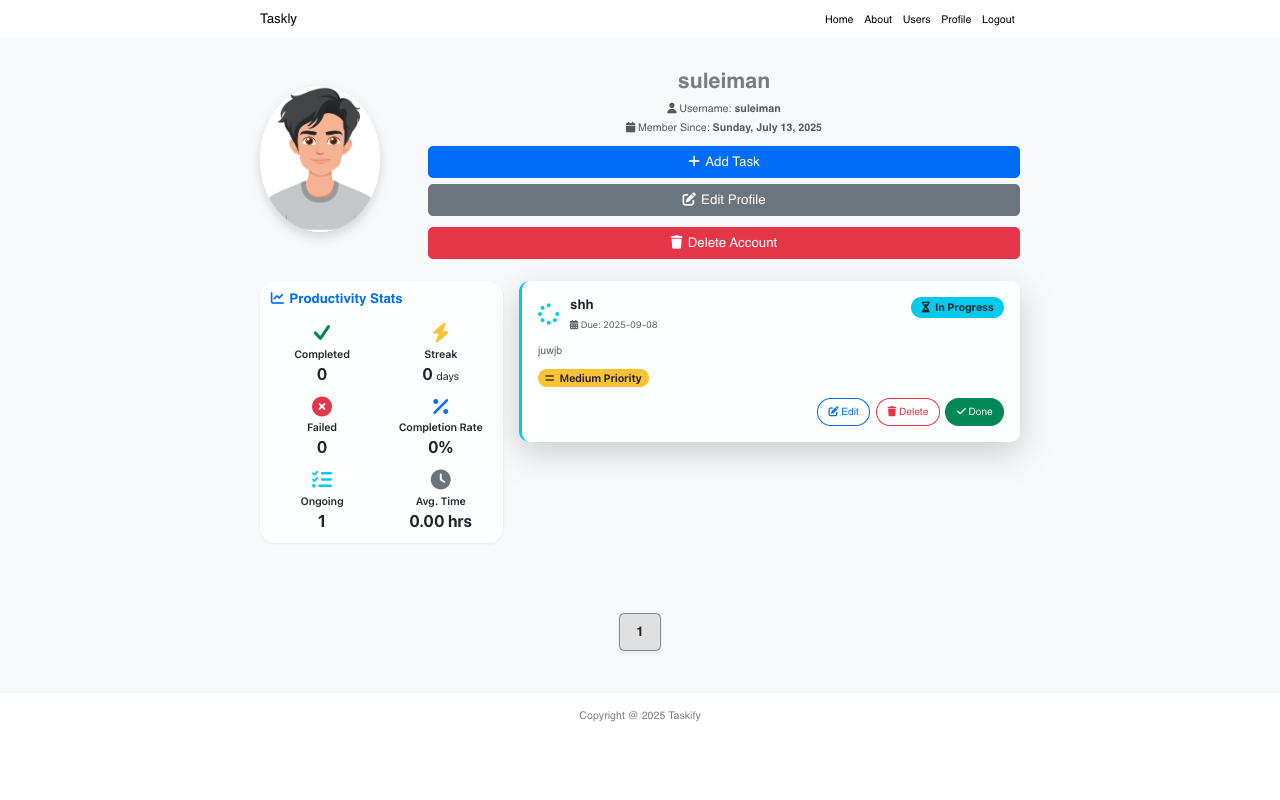 Taskly
Home About Users Profile Logout
suleiman
Username: suleiman
Member Since: Sunday, July 13, 2025
Add Task
Edit Profile
Delete Account
Productivity Stats
Completed
0
Streak
0 days
Failed
0
Completion Rate
0%
Ongoing
1
Avg. Time
0.00 hrs
shh
Due: 2025-09-08
In Progress
juwjb
Medium Priority
Edit Delete Done
1
Copyright @ 2025 Taskify